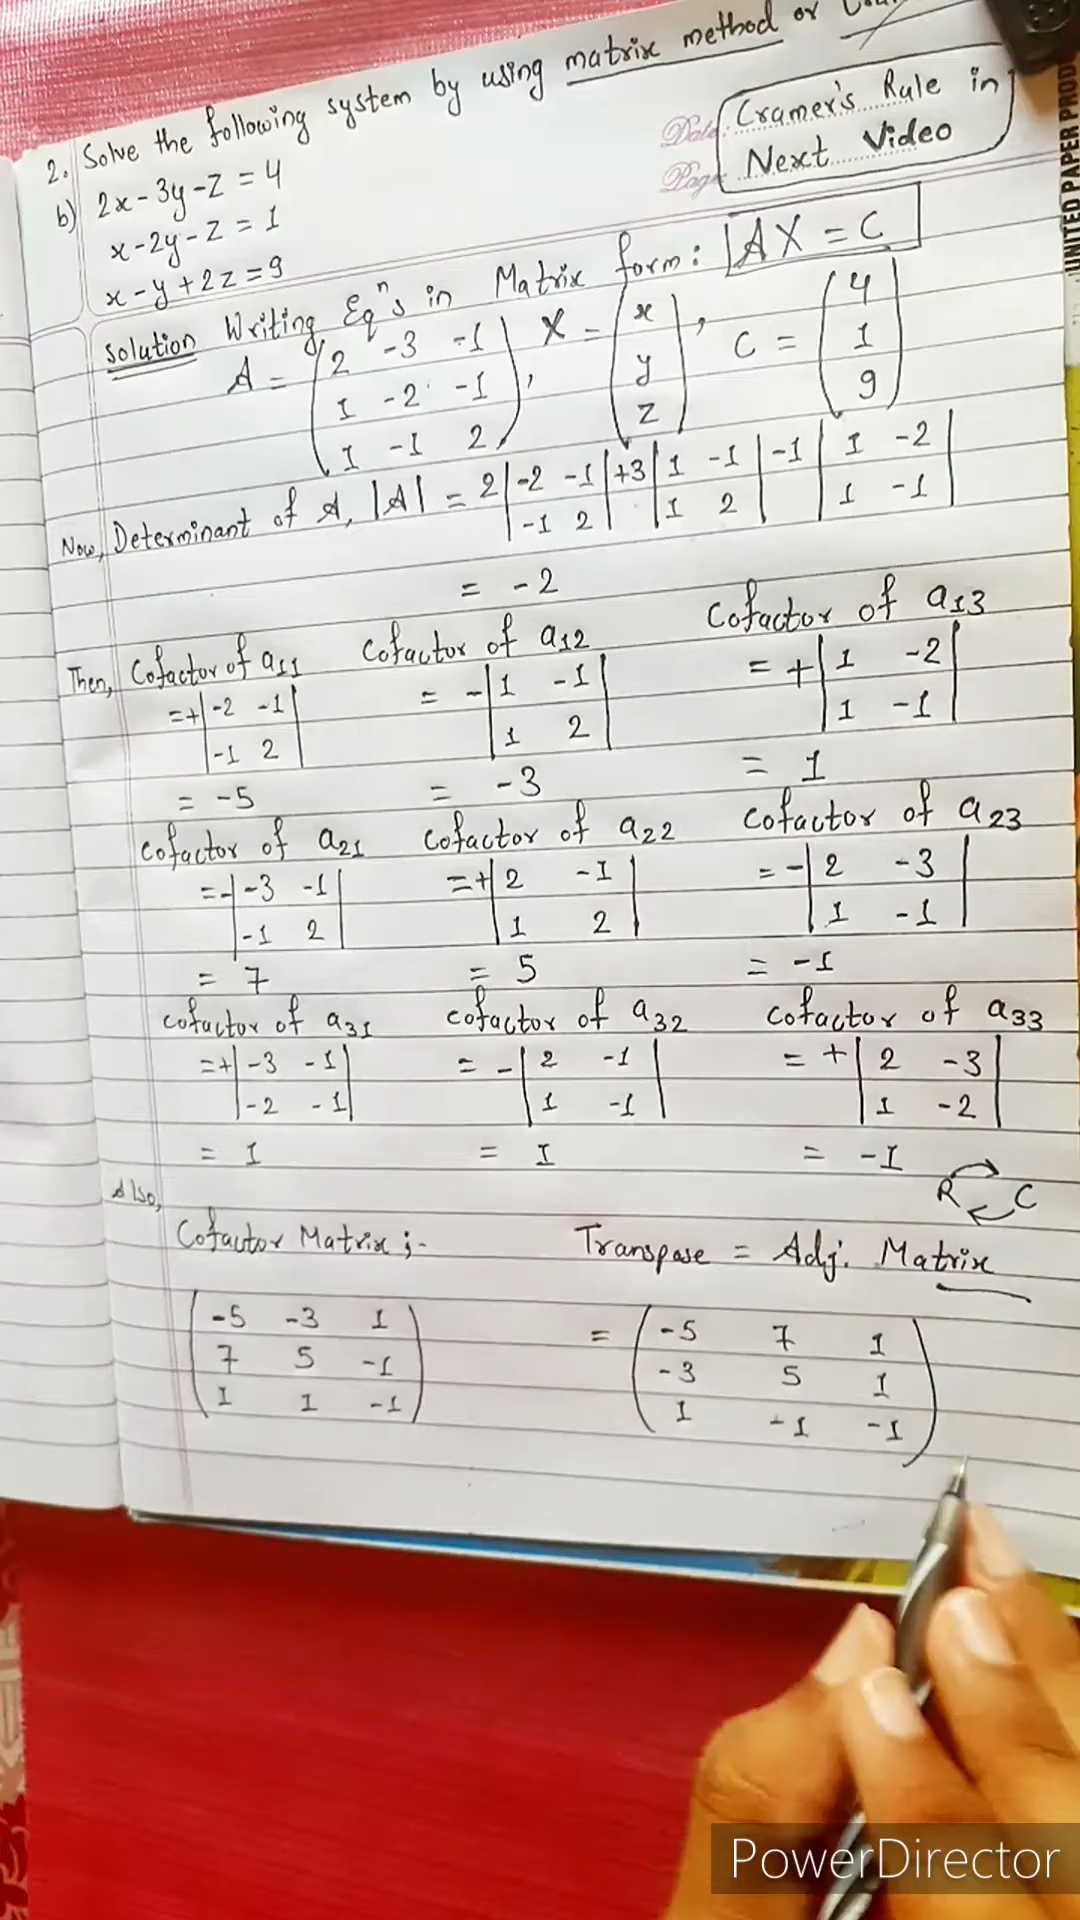 2. Solve the following system by using matrix method or
Date: Cramer's Rule in
Page: Next Video
b) 2x - 3y - z = 4
x - 2y - z = 1
x - y + 2z = 9
Solution Writing Eqⁿ's in Matrix form: AX = C
A = (2 -3 -1 , X = (x , C = (4
1 -2 -1 y 1
1 -1 2) z) 9)
Now, Determinant of A, |A| = 2 |-2 -1| +3 |1 -1| -1 |1 -2|
|-1 2| |1 2| |1 -1|
= -2
Then, Cofactor of a11 Cofactor of a12 Cofactor of a13
= + |-2 -1| = - |1 -1| = + |1 -2|
|-1 2| |1 2| |1 -1|
= -5 = -3 = 1
Cofactor of a21 Cofactor of a22 Cofactor of a23
= - |-3 -1| = + |2 -1| = - |2 -3|
|-1 2| |1 2| |1 -1|
= 7 = 5 = -1
Cofactor of a31 Cofactor of a32 Cofactor of a33
= + |-3 -1| = - |2 -1| = + |2 -3|
|-2 -1| |1 -1| |1 -2|
= 1 = 1 = -1
Also, R C
Cofactor Matrix ;- Transpose = Adj. Matrix
(-5 -3 1 = (-5 7 1
7 5 -1 -3 5 1
1 1 -1) 1 -1 -1)
UNITED PAPER PROD
PowerDirector